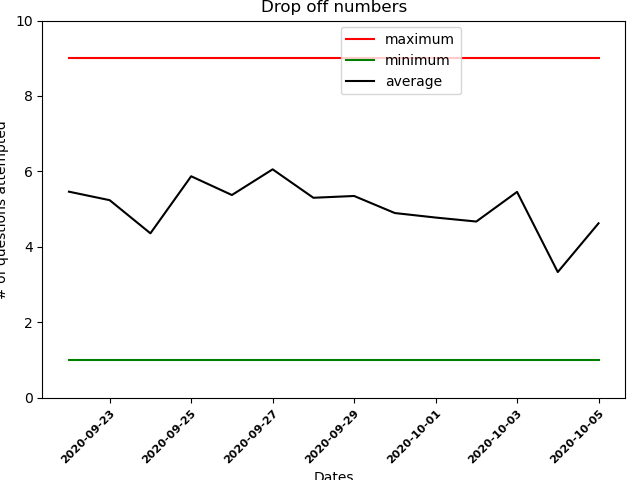 Drop off numbers
maximum
minimum
average
# of questions attempted
10
8
6
4
2
0
2020-09-23
2020-09-25
2020-09-27
2020-09-29
2020-10-01
2020-10-03
2020-10-05
Dates